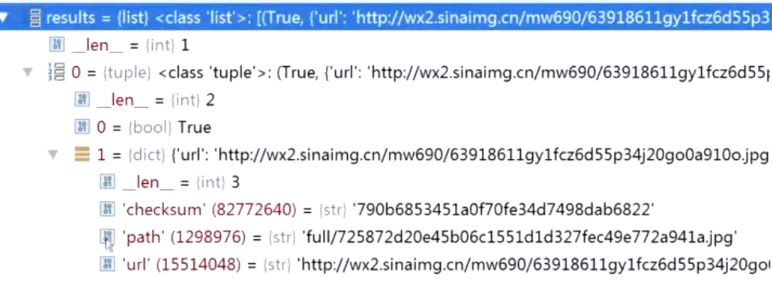 results = {list} <class 'list'>: [(True, {'url': 'http://wx2.sinaimg.cn/mw690/63918611gy1fcz6d55p3
__len__ = {int} 1
0 = {tuple} <class 'tuple'>: (True, {'url': 'http://wx2.sinaimg.cn/mw690/63918611gy1fcz6d55p
__len__ = {int} 2
0 = {bool} True
1 = {dict} {'url': 'http://wx2.sinaimg.cn/mw690/63918611gy1fcz6d55p34j20go0a910o.jpg
__len__ = {int} 3
'checksum' (82772640) = {str} '790b6853451a0f70fe34d7498dab6822'
'path' (1298976) = {str} 'full/725872d20e45b06c1551d1d327fec49e772a941a.jpg'
'url' (15514048) = {str} 'http://wx2.sinaimg.cn/mw690/63918611gy1fcz6d55p34j20go